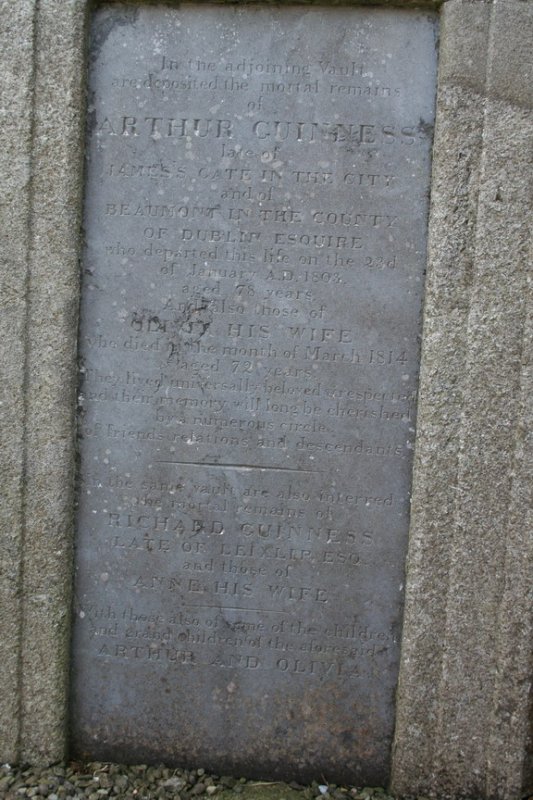 In the adjoining Vault
are deposited the mortal remains
of
ARTHUR GUINNESS
late of
JAMES'S GATE IN THE CITY
and of
BEAUMONT IN THE COUNTY
OF DUBLIN ESQUIRE
who departed this life on the 23d
of January A.D. 1803
aged 78 years.
And also those of
HIS WIFE
who died in the month of March 1814
aged 72 years.
They lived universally beloved & respected
and their memory will long be cherished
by a numerous circle
of friends relations and descendants
In the same vault are also interred
the mortal remains of
RICHARD GUINNESS
LATE OF LEIXLIP ESQ.
and those of
ANNE HIS WIFE
With those also of some of the children
and grand children of the aforesaid
ARTHUR AND OLIVIA